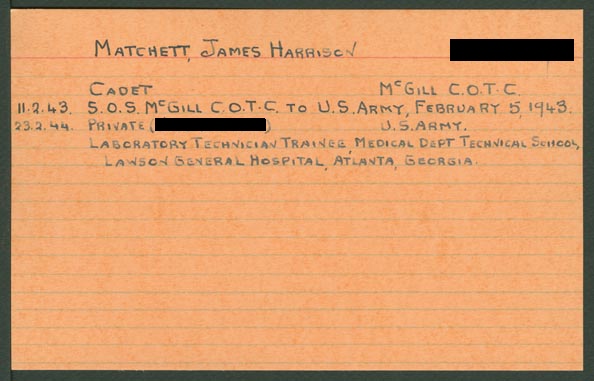 MATCHETT, JAMES HARRISON
CADET McGILL C.O.T.C.
11.2.43. S.O.S. McGILL C.O.T.C. TO U.S. ARMY, FEBRUARY 5, 1943.
23.2.44. PRIVATE ( ) U.S. ARMY.
LABORATORY TECHNICIAN TRAINEE, MEDICAL DEPT TECHNICAL SCHOOL,
LAWSON GENERAL HOSPITAL, ATLANTA, GEORGIA.